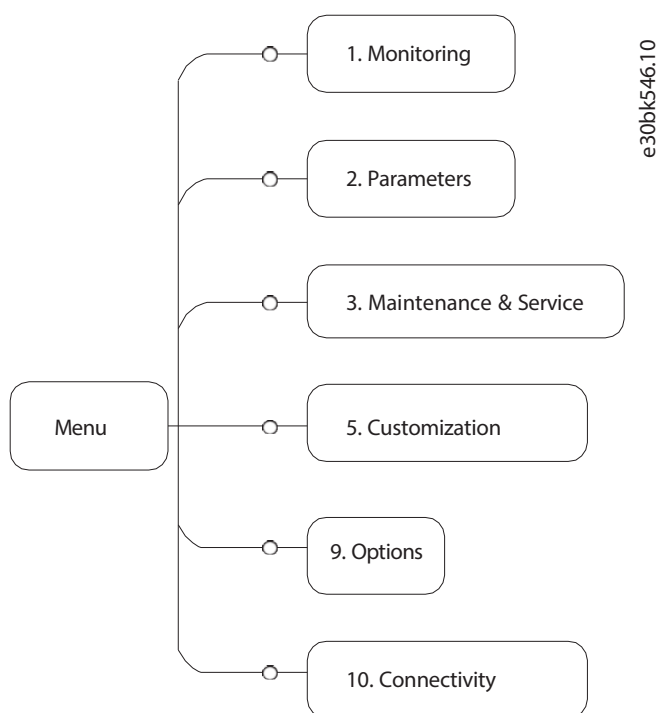 1. Monitoring
e30bk546.10
2. Parameters
3. Maintenance & Service
Menu
5. Customization
9. Options
10. Connectivity